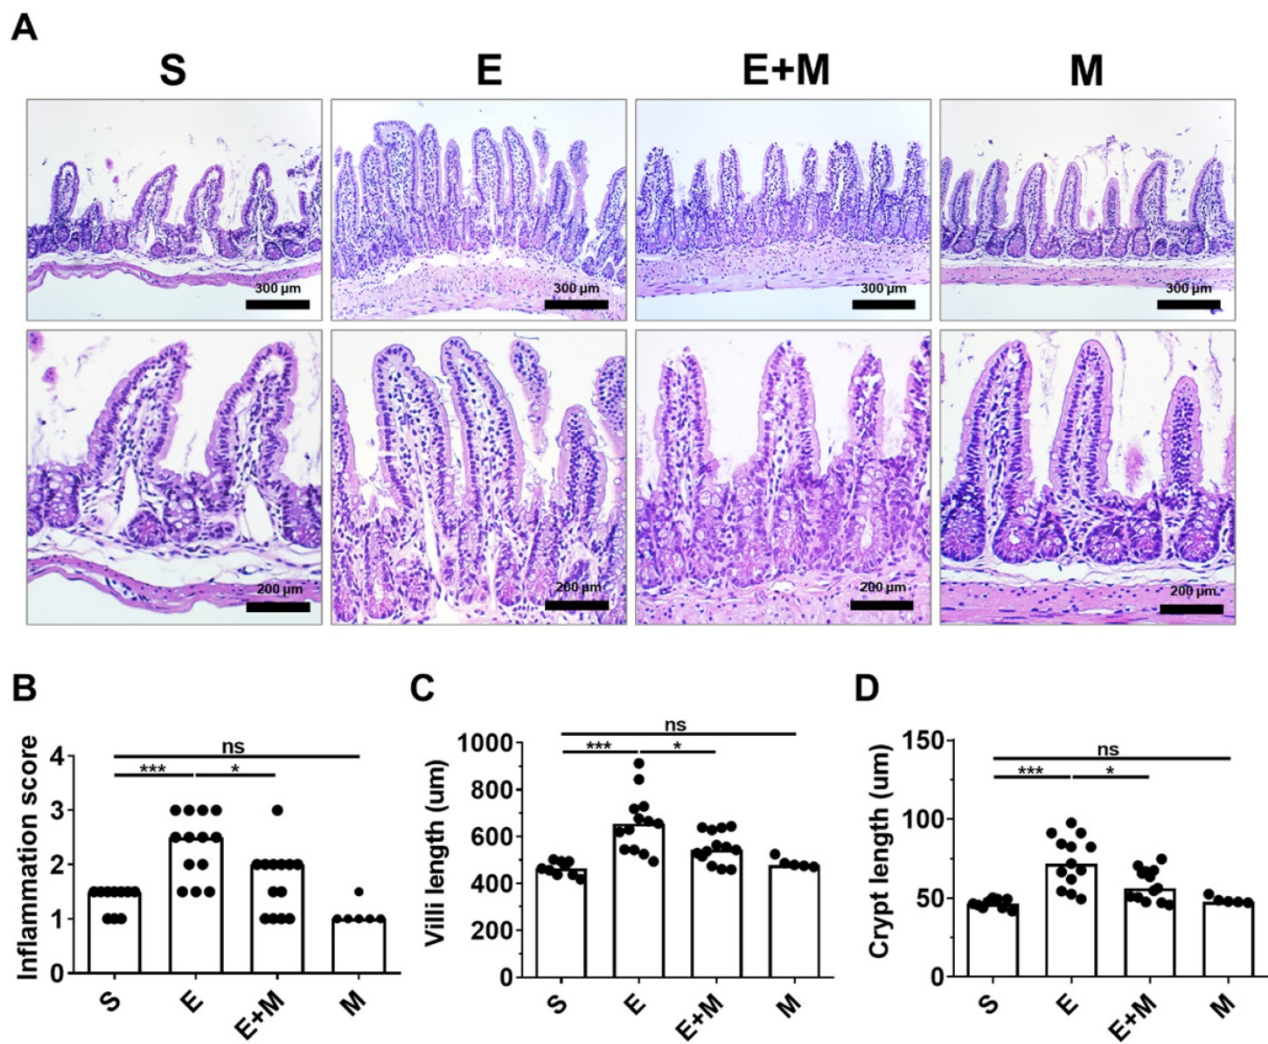 A
S E E+M M
300 µm 300 µm 300 µm 300 µm
200 µm 200 µm 200 µm 200 µm
B
Inflammation score
ns
*** *
4
3
2
1
0
S E E+M M
C
Villi length (um)
ns
*** *
1000
800
600
400
200
0
S E E+M M
D
Crypt length (um)
ns
*** *
150
100
50
0
S E E+M M